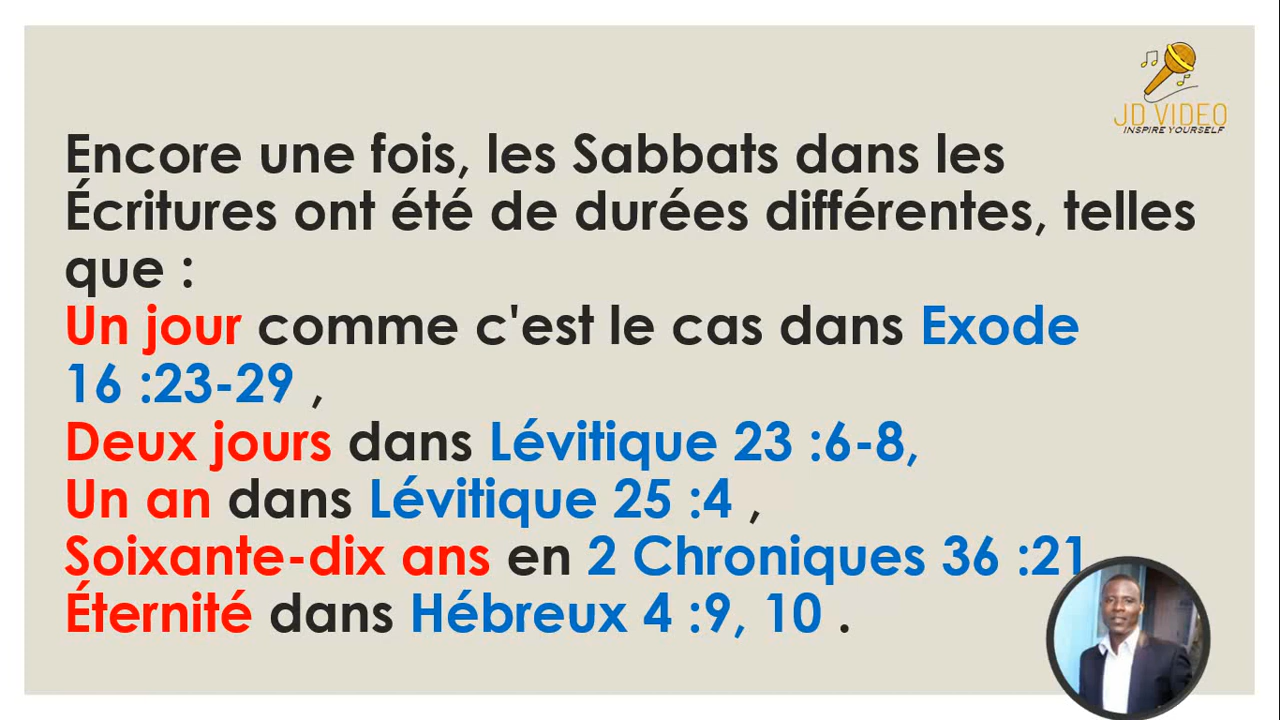 JD VIDEO
INSPIRE YOURSELF
Encore une fois, les Sabbats dans les
Écritures ont été de durées différentes, telles
que :
Un jour comme c'est le cas dans Exode
16 :23-29 ,
Deux jours dans Lévitique 23 :6-8,
Un an dans Lévitique 25 :4 ,
Soixante-dix ans en 2 Chroniques 36 :21
Éternité dans Hébreux 4 :9, 10 .